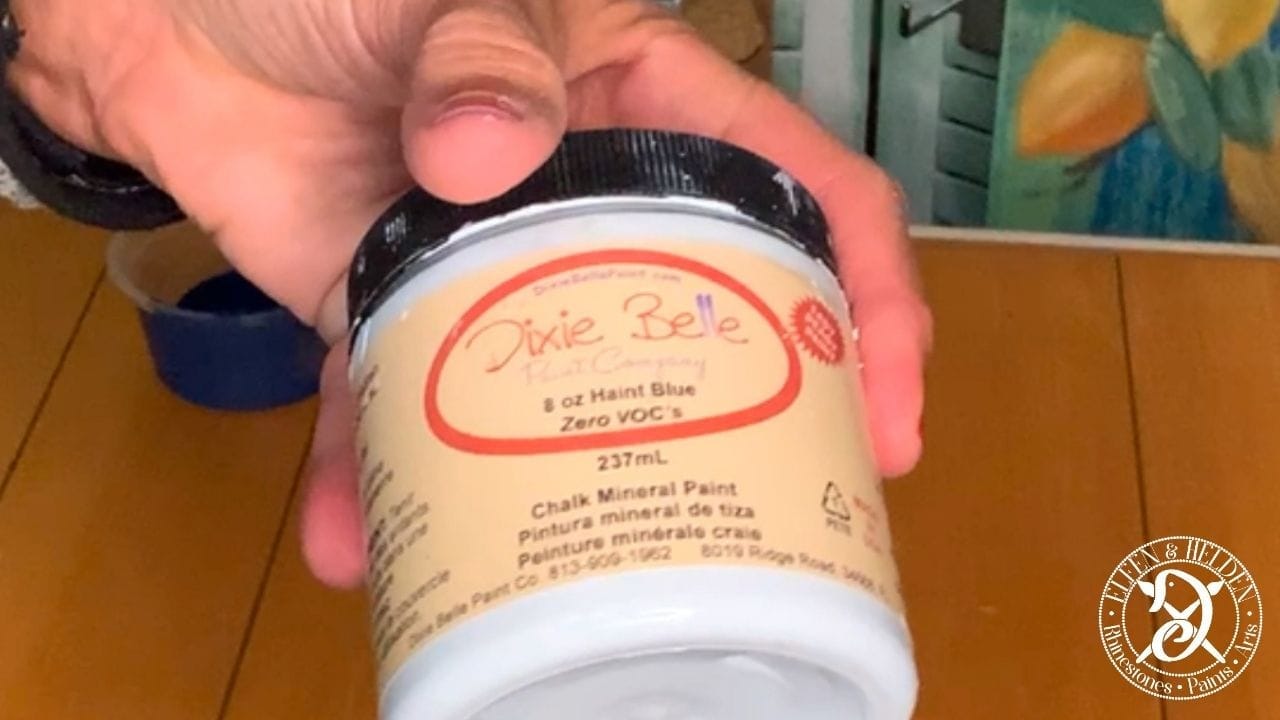 DixieBellePaint.com
Dixie Belle
Paint Company
8 oz Haint Blue
Zero VOC's
237mL
Chalk Mineral Paint
Pintura mineral de tiza
Peinture minérale craie
Dixie Belle Paint Co. 813-909-1962 8019 Ridge Road
PETE
ELFEN & HELDEN
Rhinestones • Paints • Arts